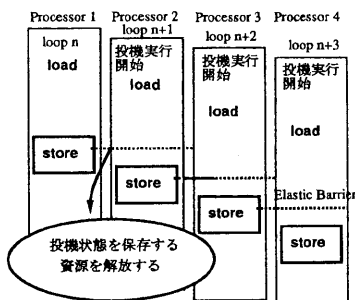 Processor 1
Processor 2
Processor 3
Processor 4
loop n
loop n+1
loop n+2
loop n+3
load
投機実行
開始
load
投機実行
開始
load
投機実行
開始
load
store
store
store
store
Elastic Barrier
投機状態を保存する
資源を解放する